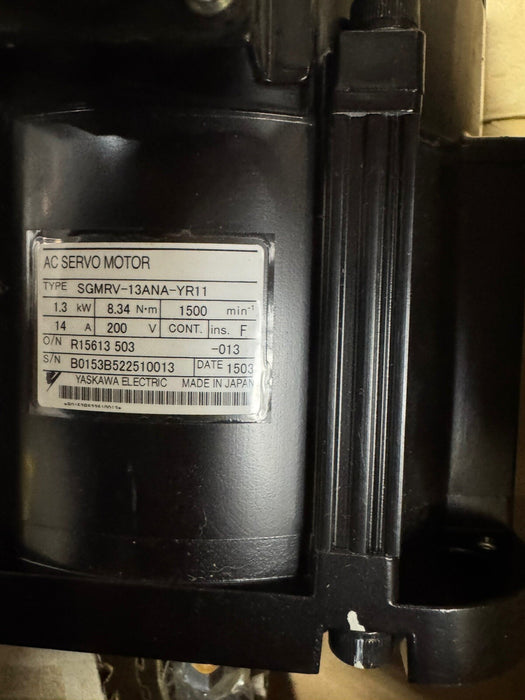 AC SERVO MOTOR
TYPE SGMRV-13ANA-YR11
1.3 kW 8.34 N·m 1500 min⁻¹
14 A 200 V CONT. ins. F
O/N R15613 503 -013
S/N B0153B522510013 DATE 1503
YASKAWA ELECTRIC MADE IN JAPAN